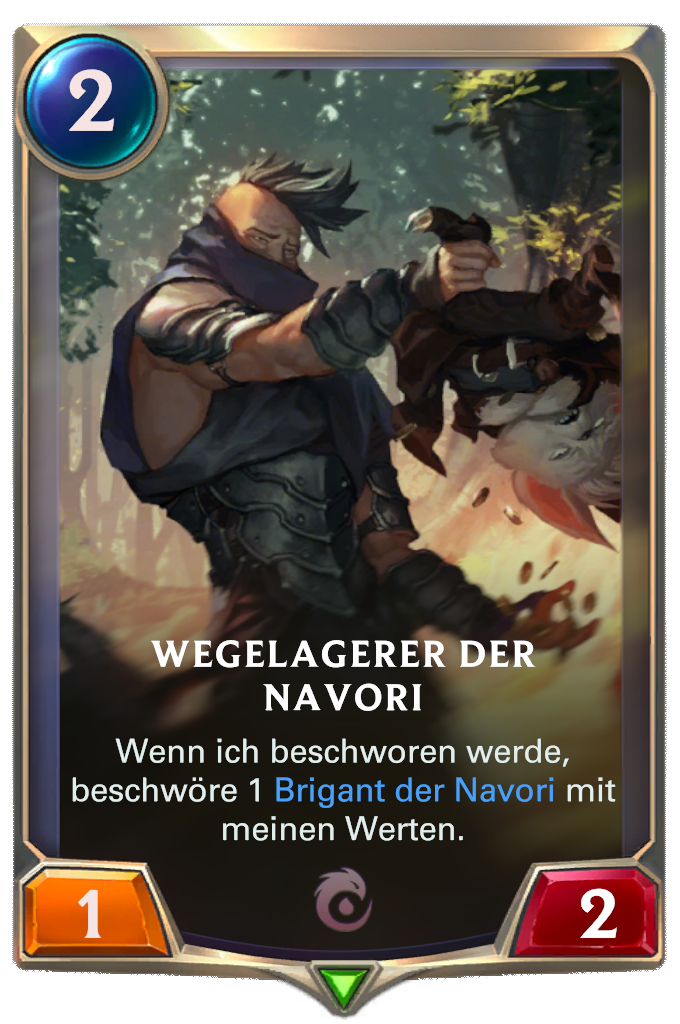 2
WEGELAGERER DER
NAVORI
Wenn ich beschworen werde,
beschwöre 1 Brigant der Navori mit
meinen Werten.
1
2